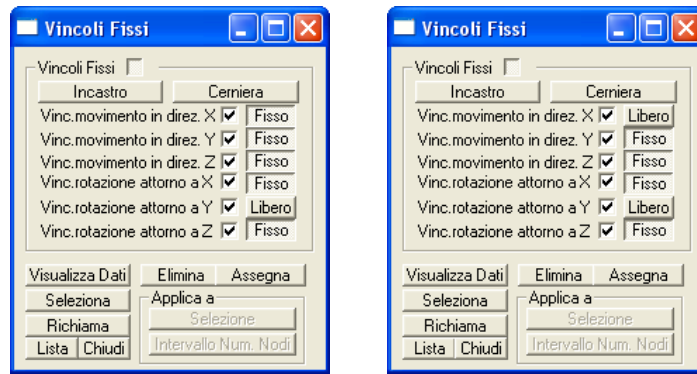 Vincoli Fissi
Vincoli Fissi
Incastro Cerniera
Vinc.movimento in direz. X Fisso
Vinc.movimento in direz. Y Fisso
Vinc.movimento in direz. Z Fisso
Vinc.rotazione attorno a X Fisso
Vinc.rotazione attorno a Y Libero
Vinc.rotazione attorno a Z Fisso
Visualizza Dati Elimina Assegna
Seleziona Applica a
Selezione
Richiama
Lista Chiudi Intervallo Num. Nodi
Vincoli Fissi
Vincoli Fissi
Incastro Cerniera
Vinc.movimento in direz. X Libero
Vinc.movimento in direz. Y Fisso
Vinc.movimento in direz. Z Fisso
Vinc.rotazione attorno a X Fisso
Vinc.rotazione attorno a Y Libero
Vinc.rotazione attorno a Z Fisso
Visualizza Dati Elimina Assegna
Seleziona Applica a
Selezione
Richiama
Lista Chiudi Intervallo Num. Nodi